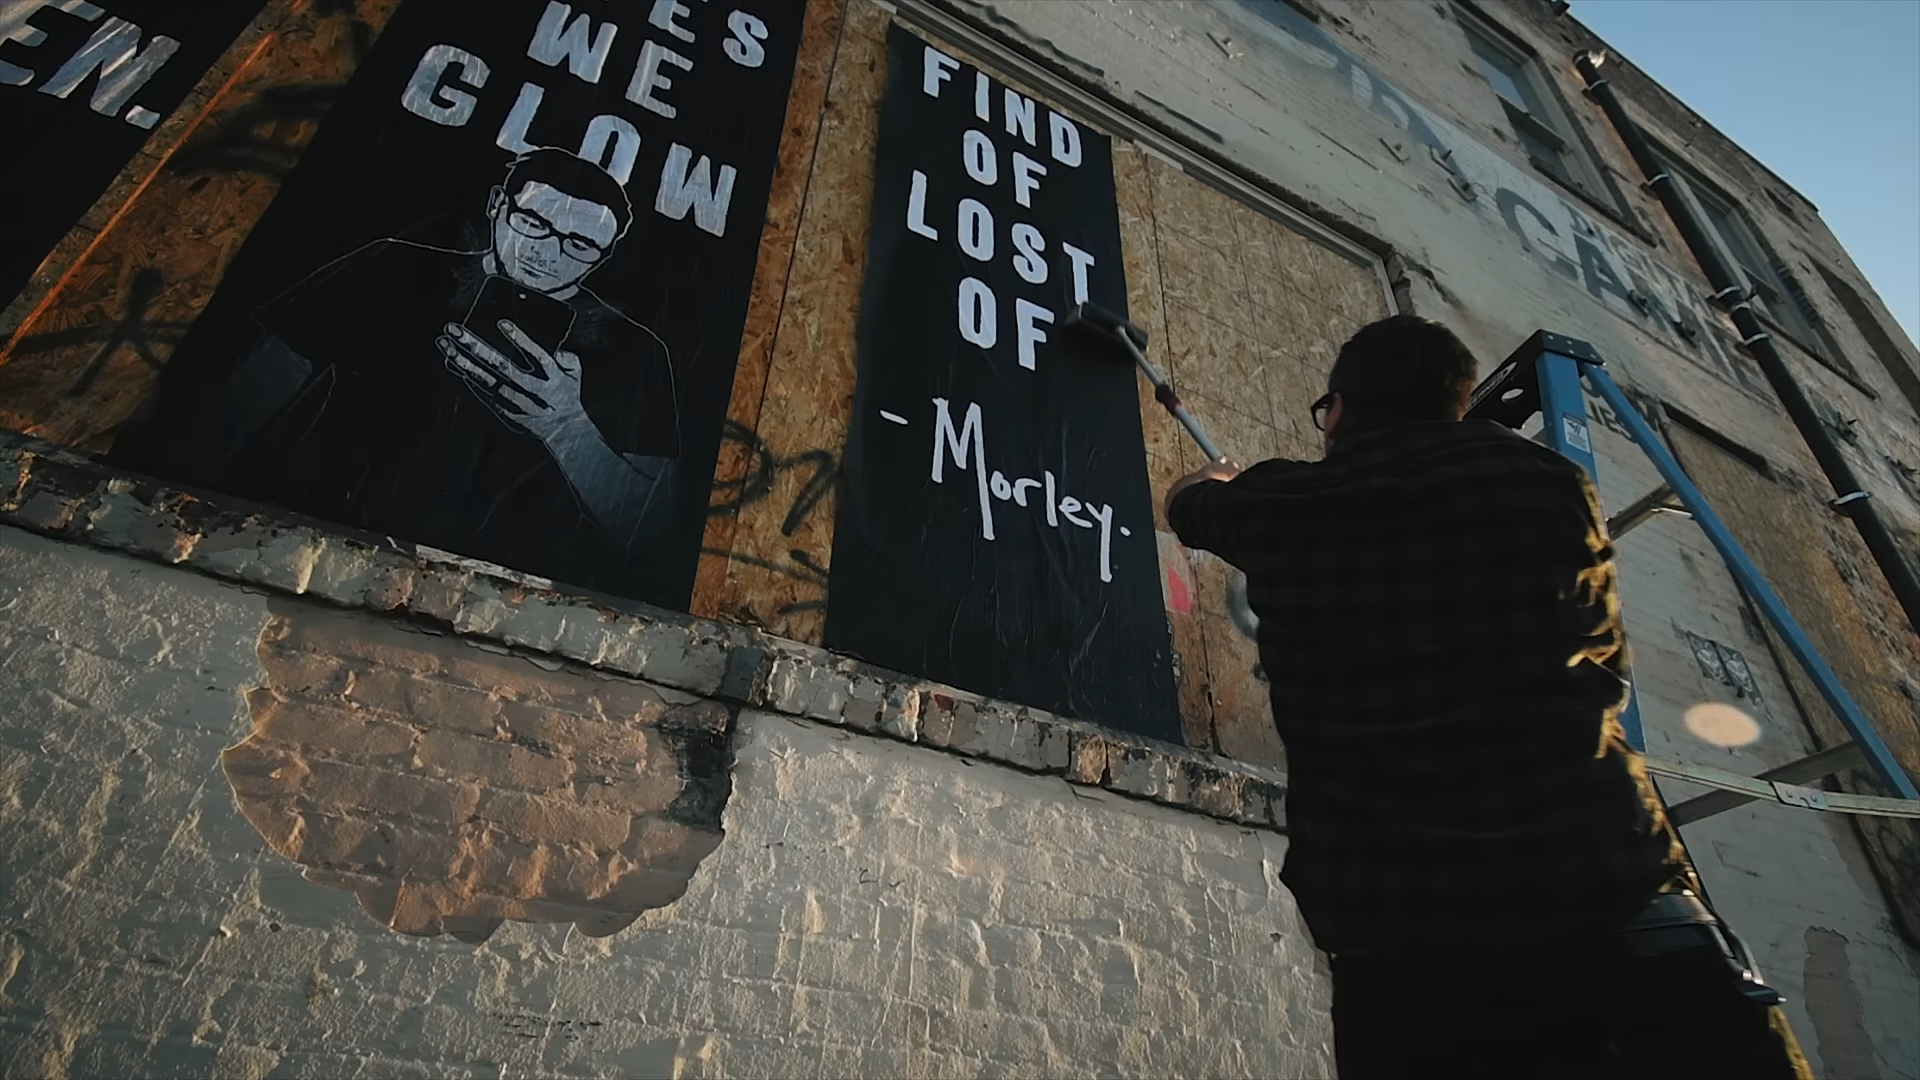 EN.
ES
WE
GLOW
FIND
OF
LOST
OF
- Morley.